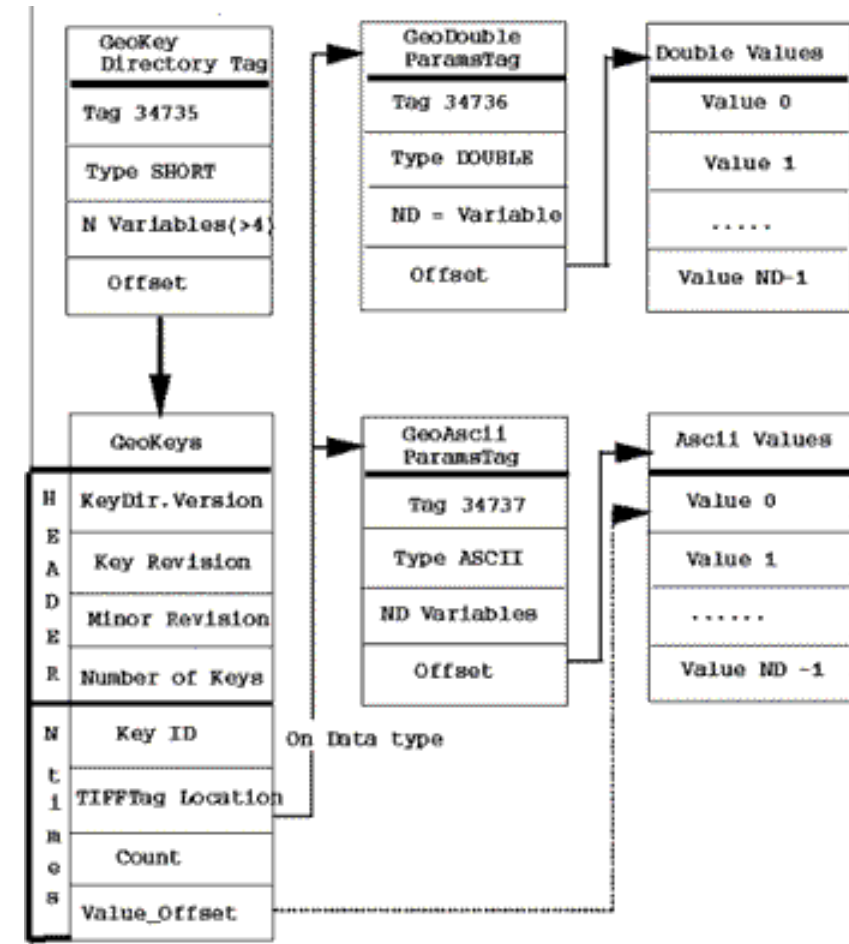 GeoKey
Directory Tag
Tag 34735
Type SHORT
N Variables(>4)
Offset
GeoDouble
ParamsTag
Tag 34736
Type DOUBLE
ND = Variable
Offset
Double Values
Value 0
Value 1
.....
Value ND-1
GeoKeys
HEADER
KeyDir.Version
Key Revision
Minor Revision
Number of Keys
N times
Key ID
TIFFTag Location
Count
Value_Offset
On Data type
GeoAscii
ParamsTag
Tag 34737
Type ASCII
ND Variables
Offset
Ascii Values
Value 0
Value 1
......
Value ND -1